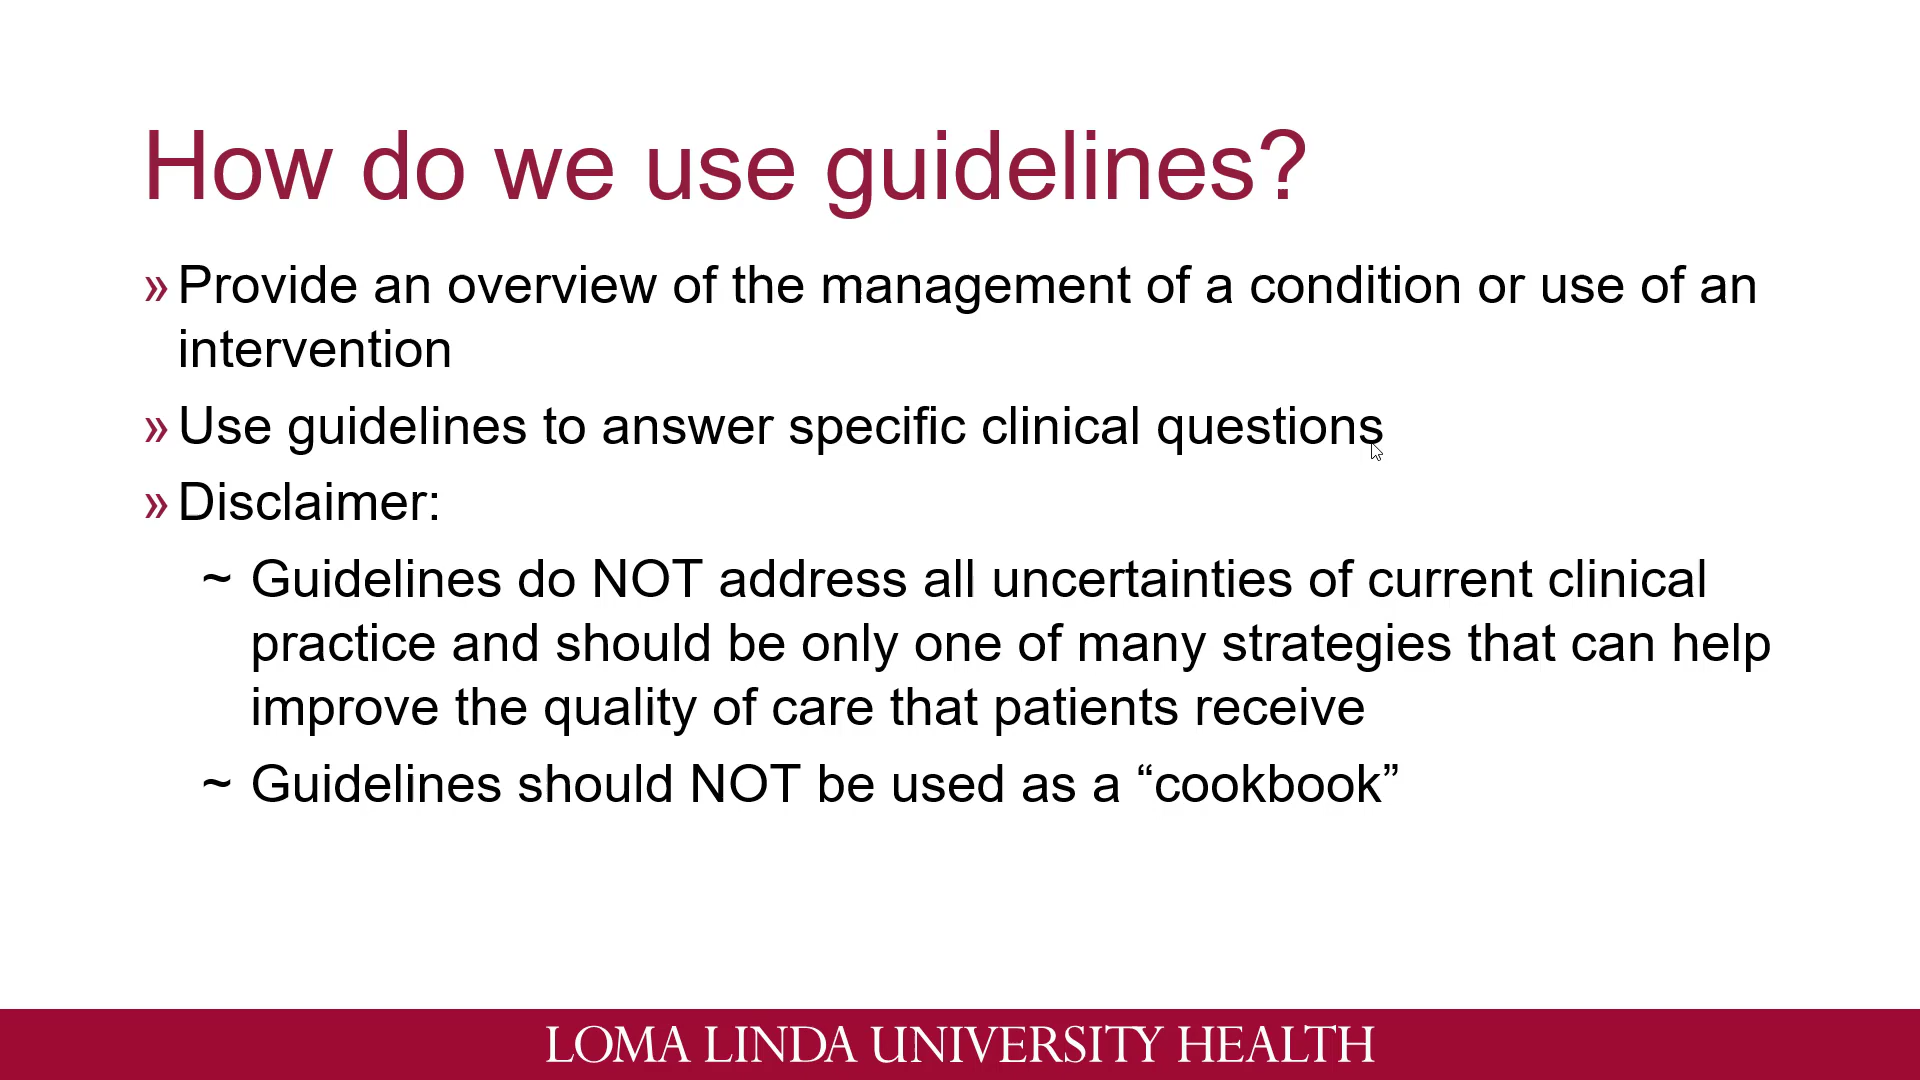 How do we use guidelines?
» Provide an overview of the management of a condition or use of an
intervention
» Use guidelines to answer specific clinical questions
» Disclaimer:
~ Guidelines do NOT address all uncertainties of current clinical
practice and should be only one of many strategies that can help
improve the quality of care that patients receive
~ Guidelines should NOT be used as a “cookbook”
LOMA LINDA UNIVERSITY HEALTH